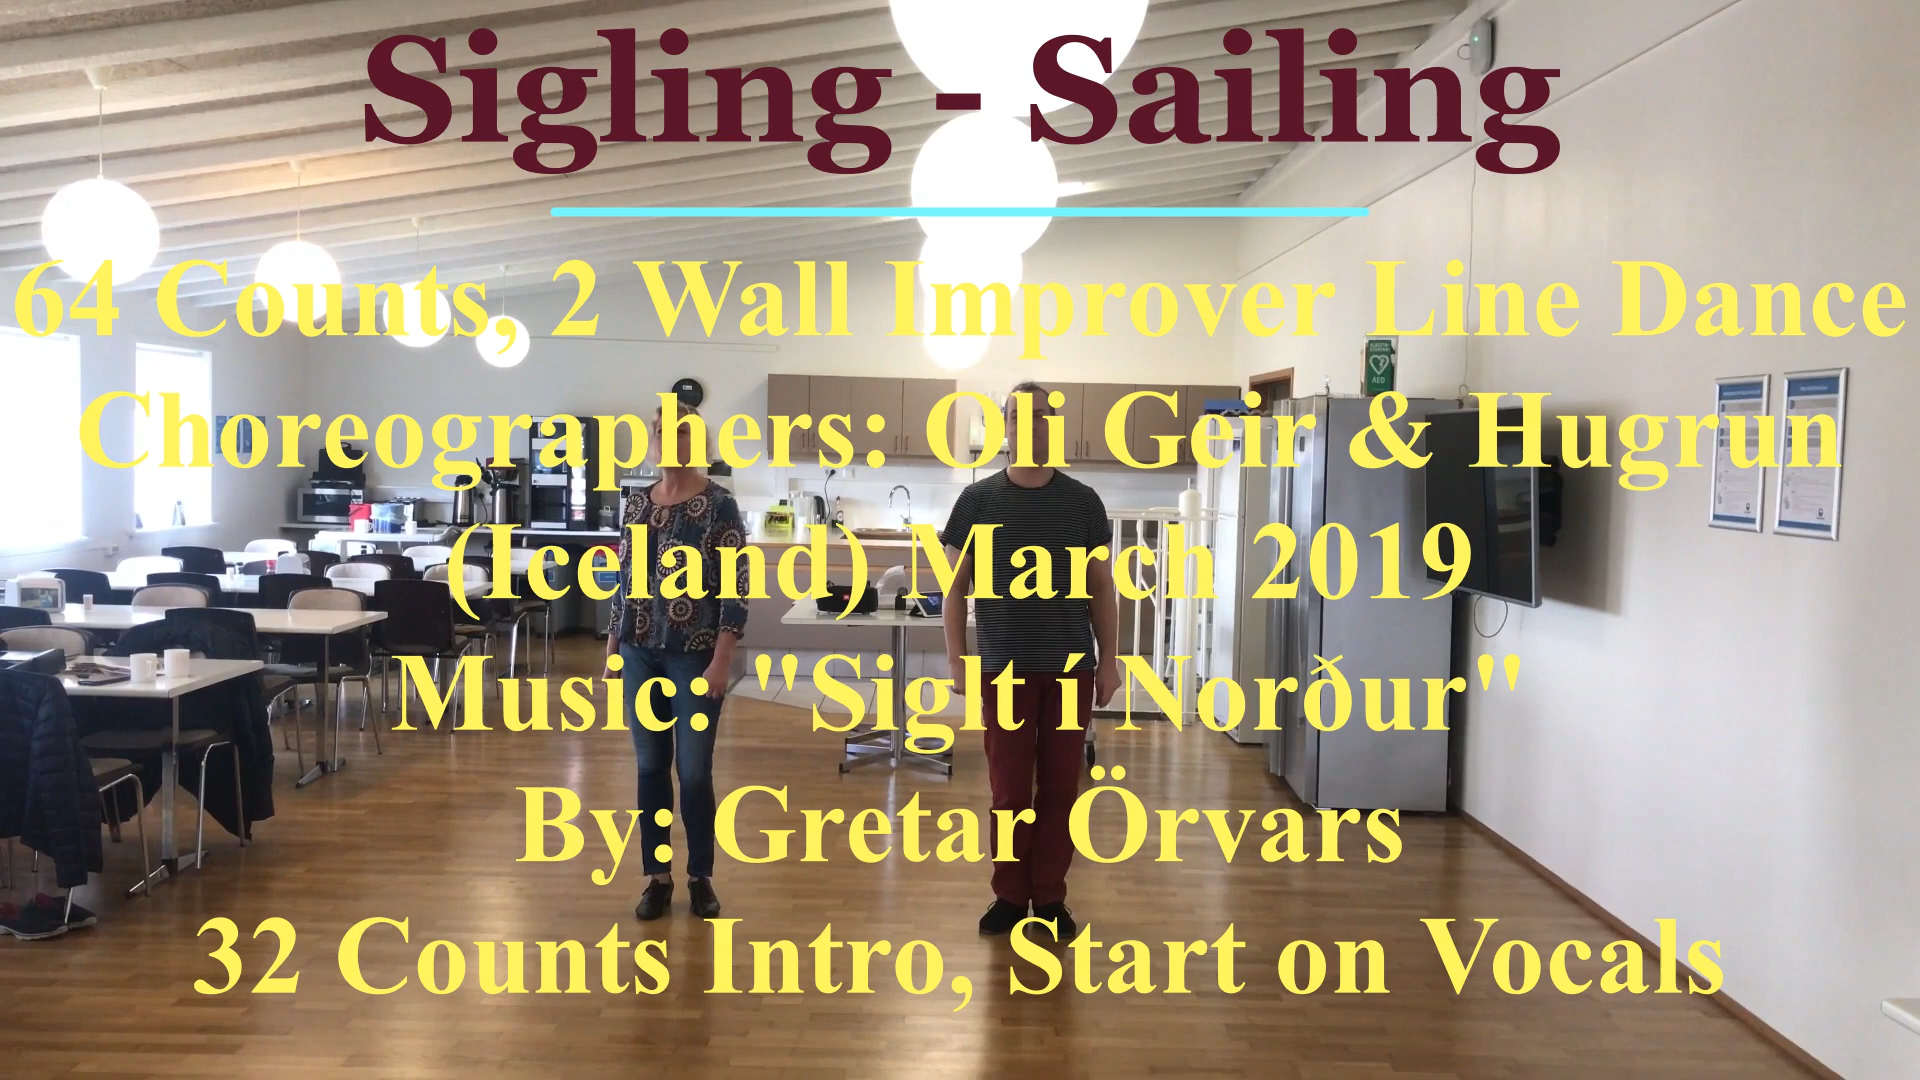 Sigling - Sailing
64 Counts, 2 Wall Improver Line Dance
Choreographers: Oli Geir & Hugrun
(Iceland) March 2019
Music: "Siglt í Norður"
By: Gretar Örvars
32 Counts Intro, Start on Vocals
AED